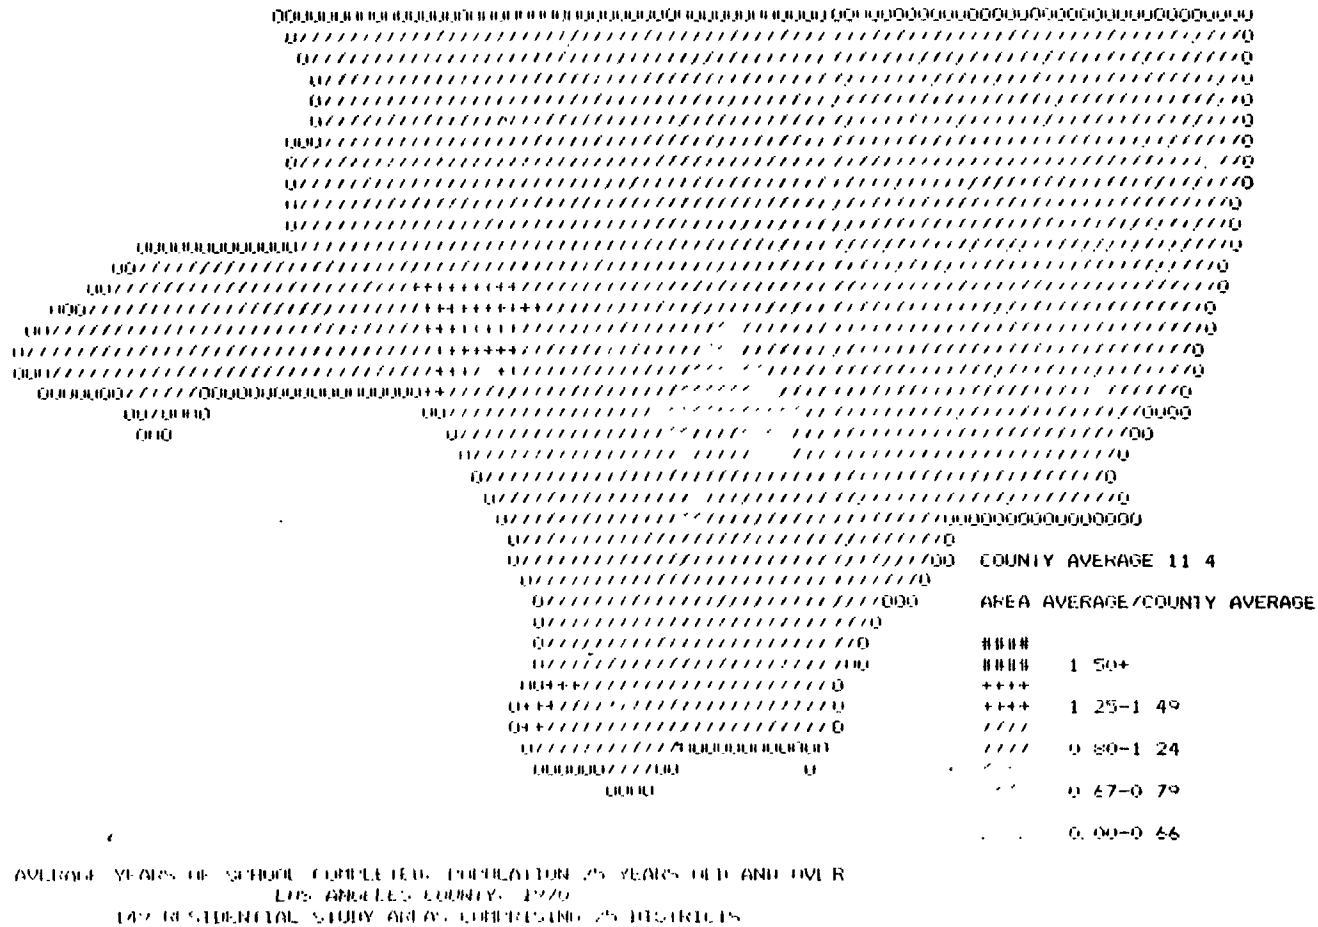 COUNTY AVERAGE 11 4
AREA AVERAGE/COUNTY AVERAGE
####
#### 1 50+
++++
++++ 1 25-1 49
////
//// 0 80-1 24
0 67-0 79
0.00-0 66
AVERAGE YEARS OF SCHOOL COMPLETED, POPULATION 25 YEARS OLD AND OVER
LOS ANGELES COUNTY, 1970
149 RESIDENTIAL STUDY AREAS COMPRISING 25 DISTRICTS